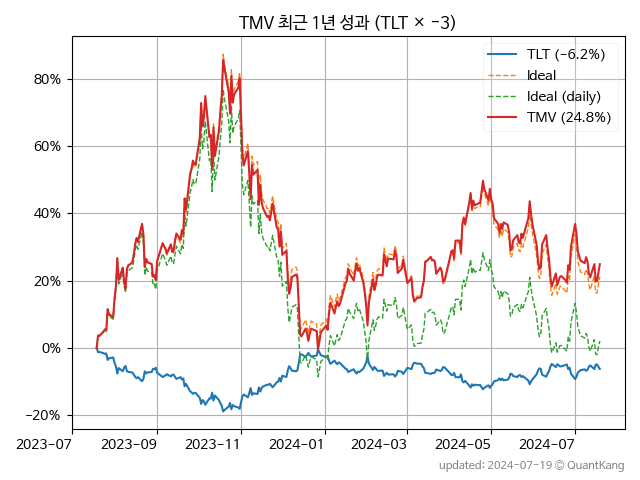 TMV 최근 1년 성과 (TLT × −3)
TLT (−6.2%)
Ideal
Ideal (daily)
TMV (24.8%)
80%
60%
40%
20%
0%
−20%
2023-07 2023-09 2023-11 2024-01 2024-03 2024-05 2024-07
updated: 2024-07-19 © QuantKang